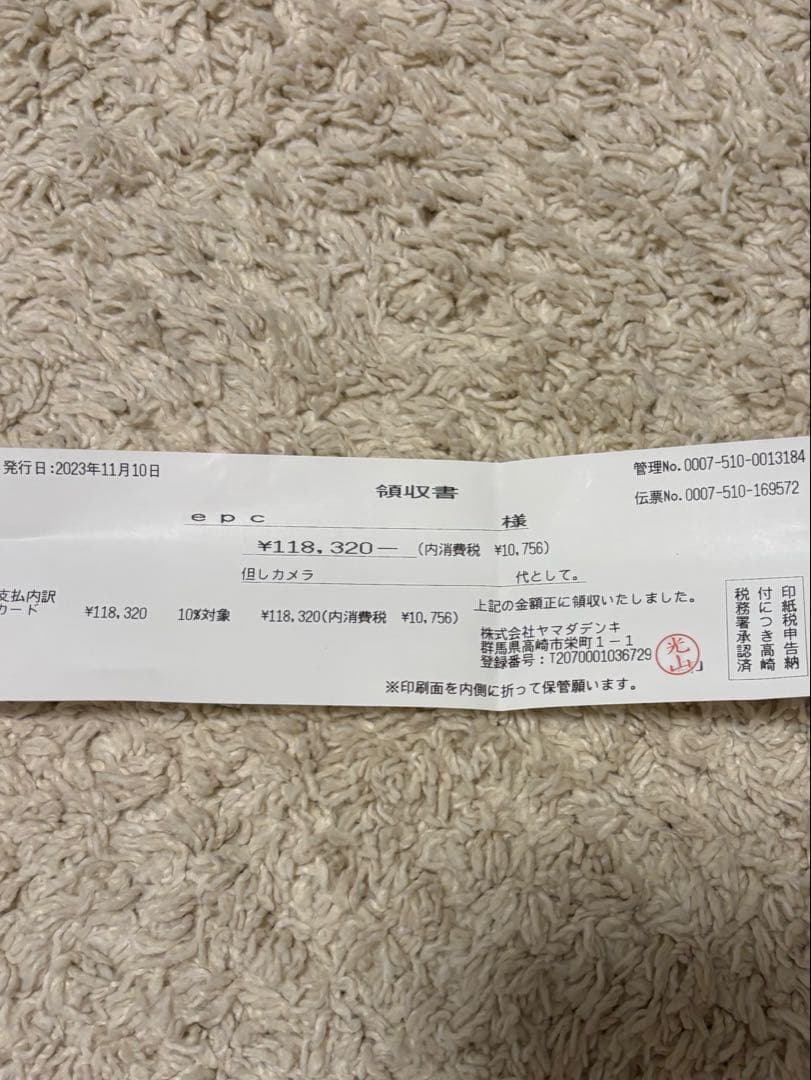 発行日:2023年11月10日
管理No.0007-510-0013184
領収書
伝票No.0007-510-169572
epc 様
¥118,320― (内消費税 ¥10,756)
但しカメラ 代として。
支払内訳
カード ¥118,320 10%対象 ¥118,320(内消費税 ¥10,756)
上記の金額正に領収いたしました。
株式会社ヤマダデンキ
群馬県高崎市栄町1-1
登録番号:T2070001036729
光山
印紙税申告納
付につき高崎
税務署承認済
※印刷面を内側に折って保管願います。